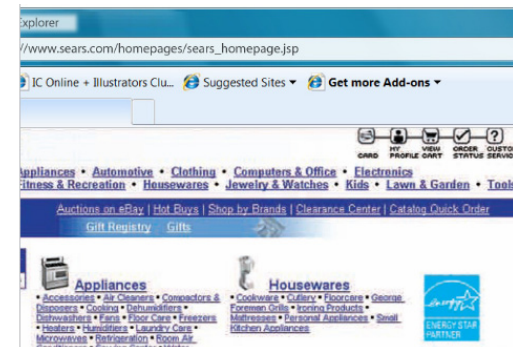 Explorer
//www.sears.com/homepages/sears_homepage.jsp
IC Online + Illustrators Clu... Suggested Sites ▾ Get more Add-ons ▾
CARD MY PROFILE VIEW CART ORDER STATUS CUSTO SERVIC
Appliances • Automotive • Clothing • Computers & Office • Electronics
Fitness & Recreation • Housewares • Jewelry & Watches • Kids • Lawn & Garden • Tools
Auctions on eBay | Hot Buys | Shop by Brands | Clearance Center | Catalog Quick Order
Gift Registry Gifts
Appliances
• Accessories • Air Cleaners • Compactors &
Disposers • Cooking • Dehumidifiers •
Dishwashers • Fans • Floor Care • Freezers
• Heaters • Humidifiers • Laundry Care •
Microwaves • Refrigeration • Room Air
Housewares
• Cookware • Cutlery • Floorcare • George
Foreman Grills • Ironing Products •
Mattresses • Personal Appliances • Small
Kitchen Appliances
energy
ENERGY STAR
PARTNER